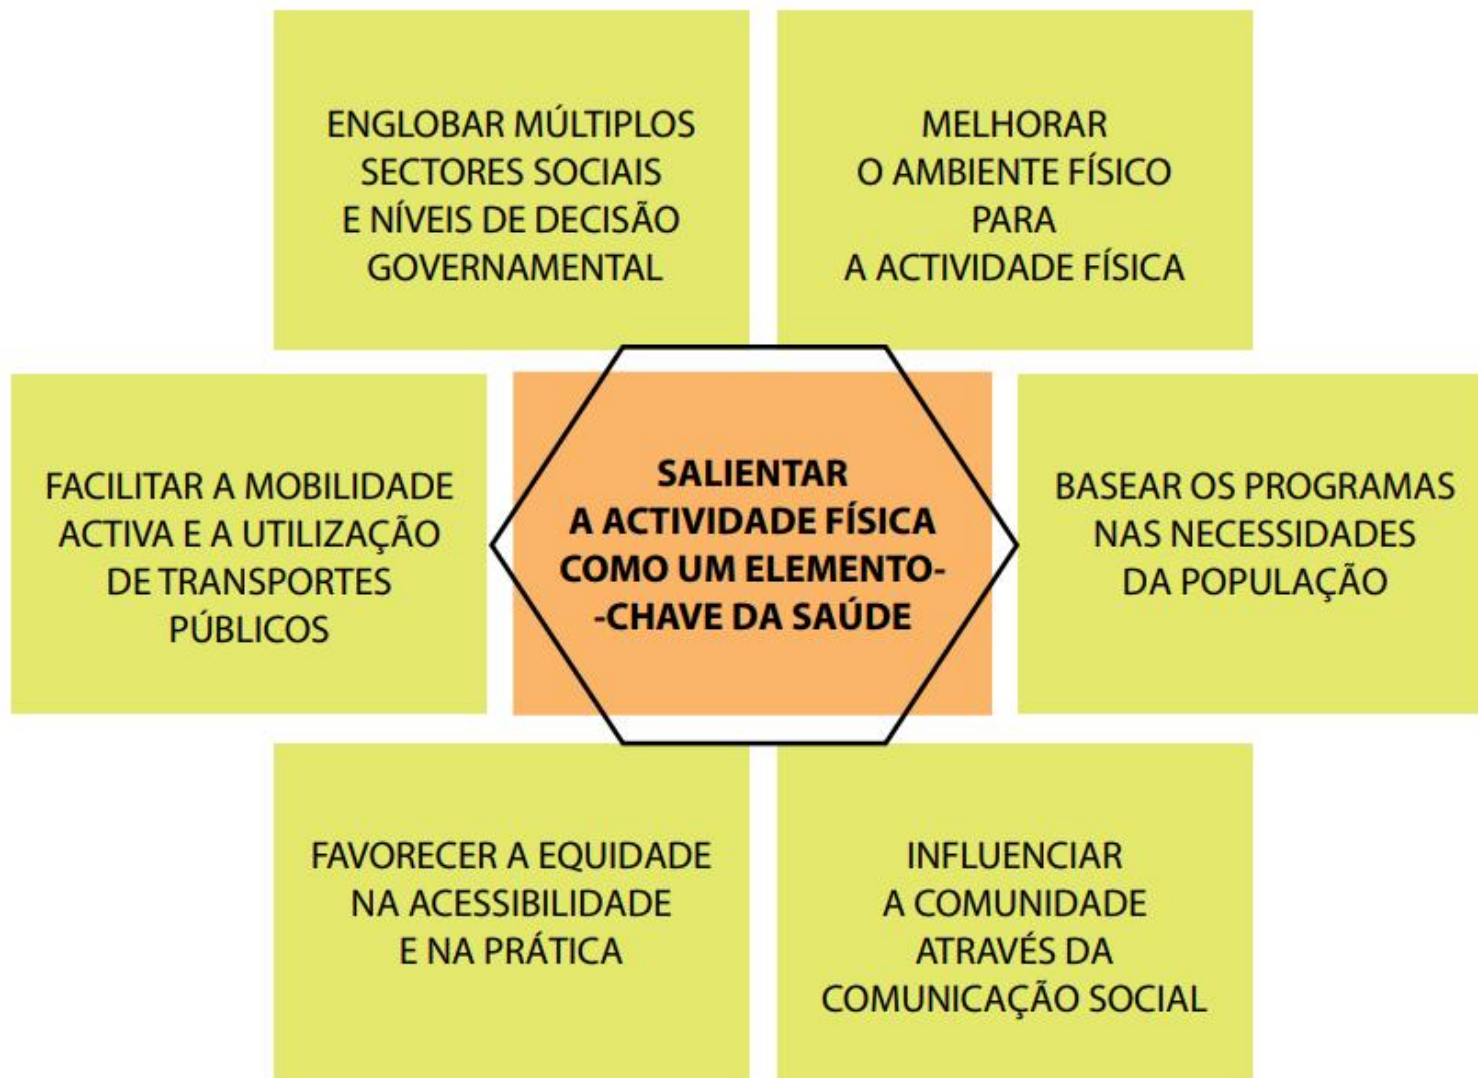 ENGLOBAR MÚLTIPLOS
SECTORES SOCIAIS
E NÍVEIS DE DECISÃO
GOVERNAMENTAL
MELHORAR
O AMBIENTE FÍSICO
PARA
A ACTIVIDADE FÍSICA
FACILITAR A MOBILIDADE
ACTIVA E A UTILIZAÇÃO
DE TRANSPORTES
PÚBLICOS
SALIENTAR
A ACTIVIDADE FÍSICA
COMO UM ELEMENTO-
-CHAVE DA SAÚDE
BASEAR OS PROGRAMAS
NAS NECESSIDADES
DA POPULAÇÃO
FAVORECER A EQUIDADE
NA ACESSIBILIDADE
E NA PRÁTICA
INFLUENCIAR
A COMUNIDADE
ATRAVÉS DA
COMUNICAÇÃO SOCIAL